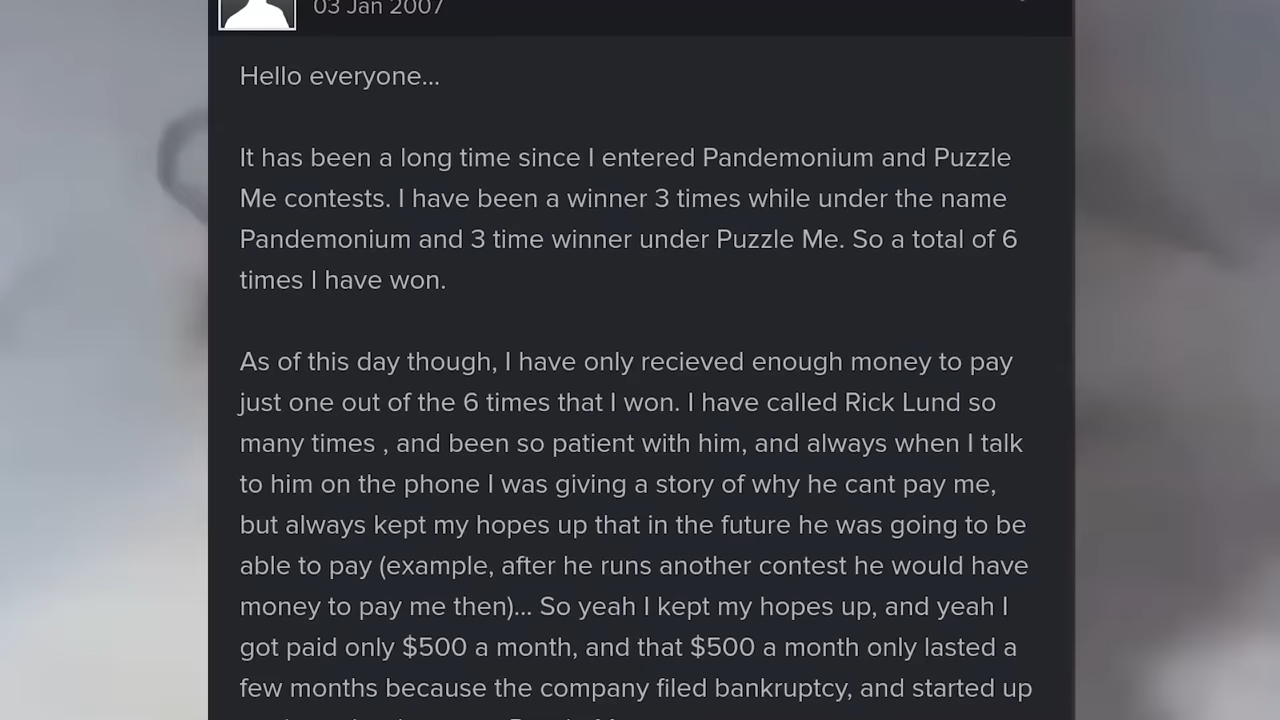 03 Jan 2007
Hello everyone...
It has been a long time since I entered Pandemonium and Puzzle
Me contests. I have been a winner 3 times while under the name
Pandemonium and 3 time winner under Puzzle Me. So a total of 6
times I have won.
As of this day though, I have only recieved enough money to pay
just one out of the 6 times that I won. I have called Rick Lund so
many times , and been so patient with him, and always when I talk
to him on the phone I was giving a story of why he cant pay me,
but always kept my hopes up that in the future he was going to be
able to pay (example, after he runs another contest he would have
money to pay me then)... So yeah I kept my hopes up, and yeah I
got paid only $500 a month, and that $500 a month only lasted a
few months because the company filed bankruptcy, and started up